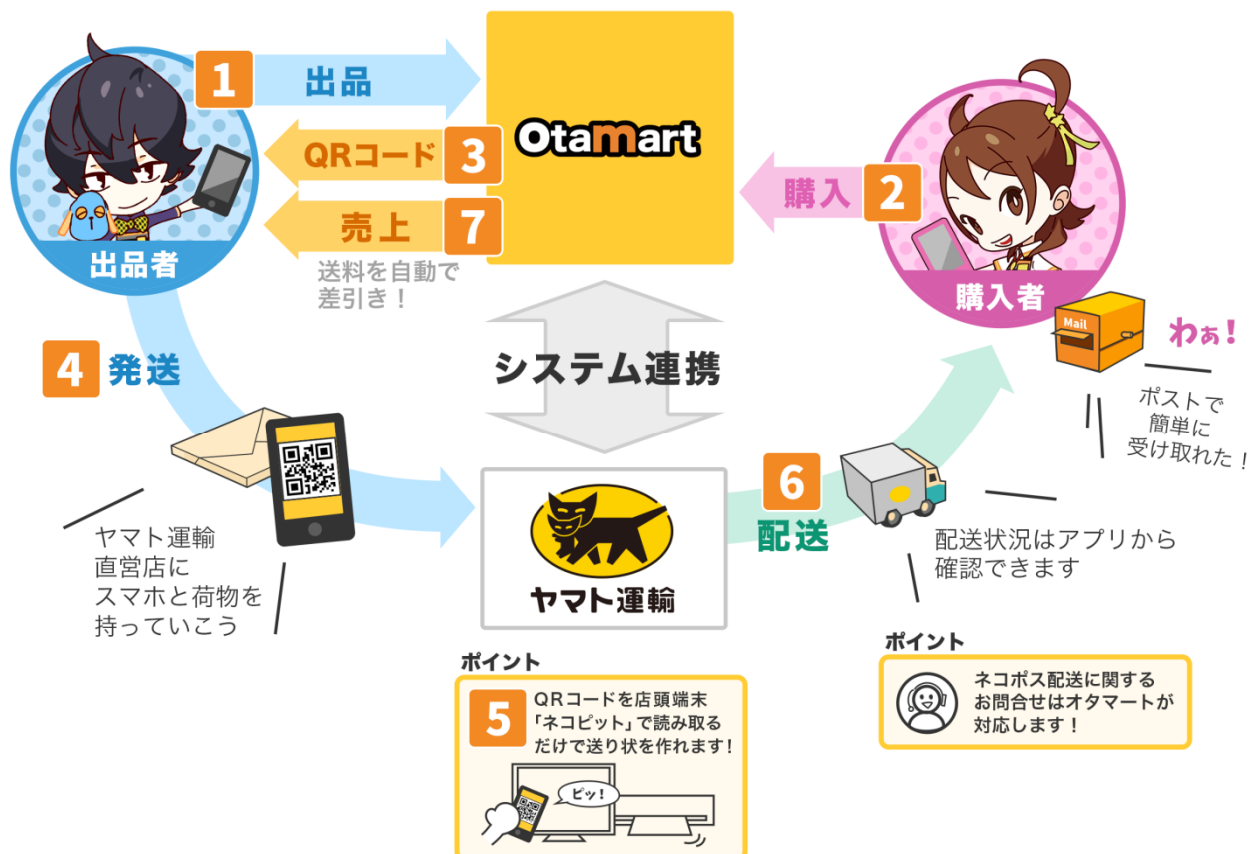 1
出品
Otamart
QRコード
3
購入
2
売上
7
送料を自動で
差引き！
出品者
購入者
4
発送
システム連携
Mail
わぁ！
ポストで
簡単に
受け取れた！
ヤマト運輸
直営店に
スマホと荷物を
持っていこう
ヤマト運輸
6
配送
配送状況はアプリから
確認できます
ポイント
5
QRコードを店頭端末
「ネコピット」で読み取る
だけで送り状を作れます！
ピッ！
ポイント
ネコポス配送に関する
お問合せはオタマートが
対応します！